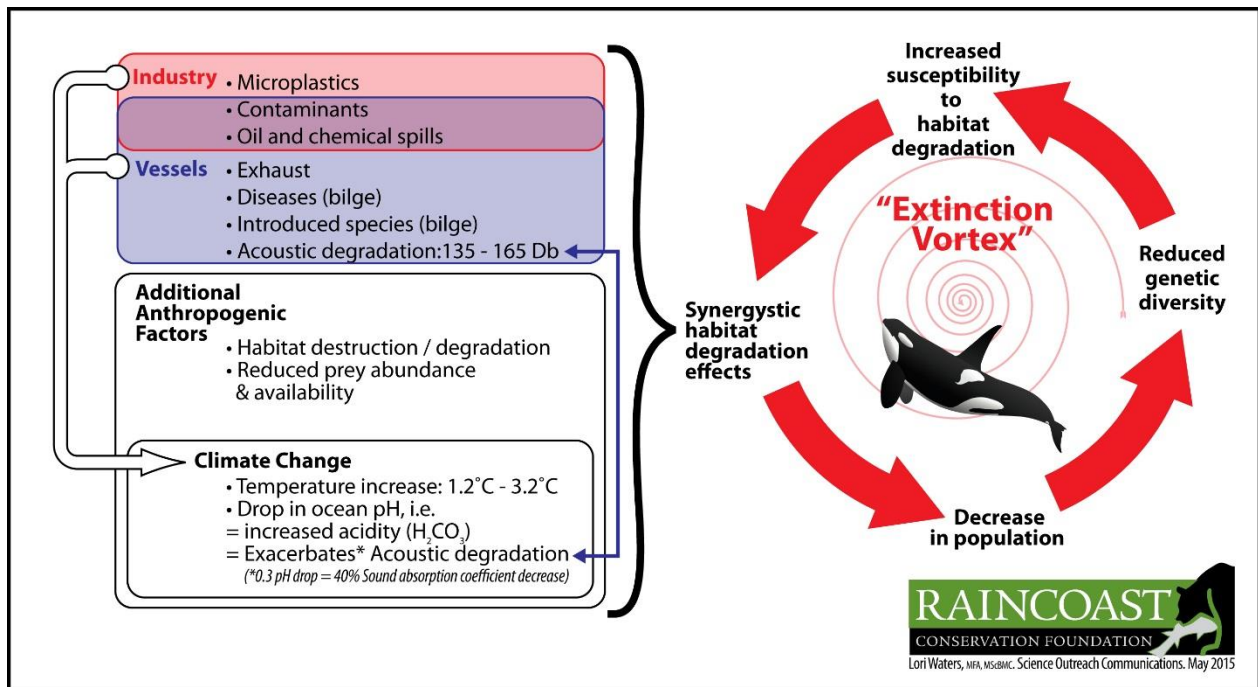 Industry
• Microplastics
• Contaminants
• Oil and chemical spills
Vessels
• Exhaust
• Diseases (bilge)
• Introduced species (bilge)
• Acoustic degradation:135 - 165 Db
Additional
Anthropogenic
Factors
• Habitat destruction / degradation
• Reduced prey abundance
& availability
Climate Change
• Temperature increase: 1.2˚C - 3.2˚C
• Drop in ocean pH, i.e.
= increased acidity (H₂CO₃)
= Exacerbates* Acoustic degradation
(*0.3 pH drop = 40% Sound absorption coefficient decrease)
Synergystic
habitat
degradation
effects
Increased
susceptibility
to
habitat
degradation
“Extinction
Vortex”
Reduced
genetic
diversity
Decrease
in population
RAINCOAST
CONSERVATION FOUNDATION
Lori Waters, MFA, MScBMC. Science Outreach Communications. May 2015